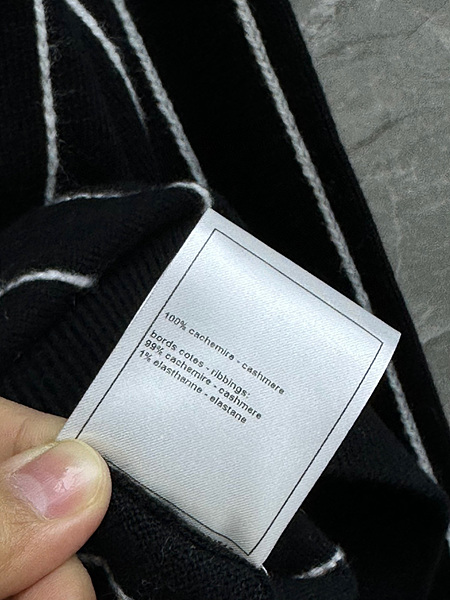 100% cachemire - cashmere
bords cotes - ribbings:
99% cachemire - cashmere
1% elasthanne - elastane